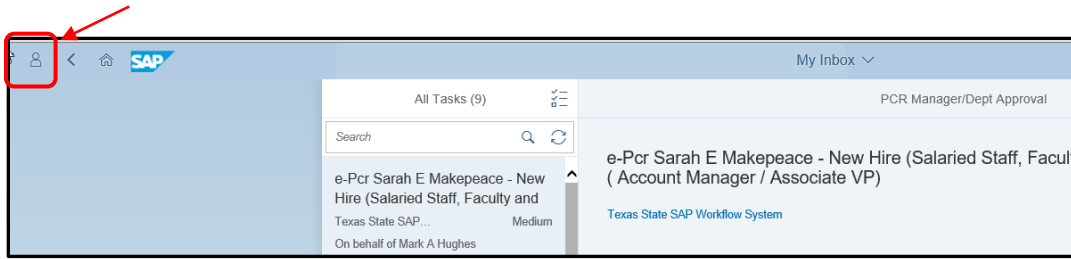 SAP
My Inbox
All Tasks (9)
PCR Manager/Dept Approval
Search
e-Pcr Sarah E Makepeace - New
Hire (Salaried Staff, Faculty and
Texas State SAP...
Medium
On behalf of Mark A Hughes
e-Pcr Sarah E Makepeace - New Hire (Salaried Staff, Facul
( Account Manager / Associate VP)
Texas State SAP Workflow System